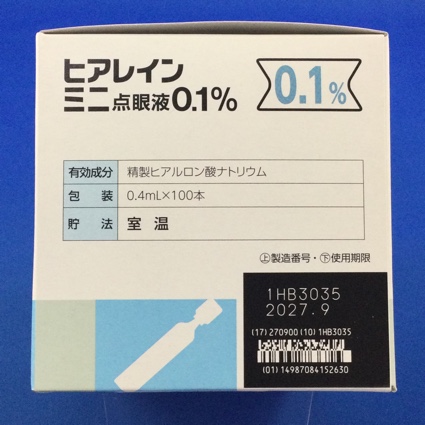 ヒアレイン
ミニ点眼液0.1%
0.1%
有効成分 精製ヒアルロン酸ナトリウム
包装 0.4mL×100本
貯法 室温
㊤製造番号・㊦使用期限
1HB3035
2027.9
(17) 270900 (10) 1HB3035
(01) 14987084152630